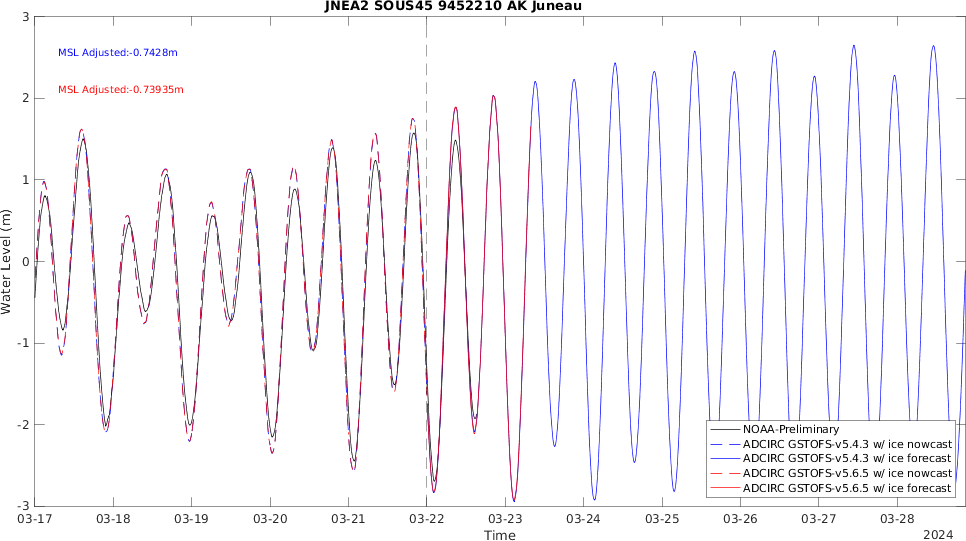 JNEA2 SOUS45 9452210 AK Juneau
MSL Adjusted:-0.7428m
MSL Adjusted:-0.73935m
Water Level (m)
3
2
1
0
-1
-2
-3
NOAA-Preliminary
ADCIRC GSTOFS-v5.4.3 w/ ice nowcast
ADCIRC GSTOFS-v5.4.3 w/ ice forecast
ADCIRC GSTOFS-v5.6.5 w/ ice nowcast
ADCIRC GSTOFS-v5.6.5 w/ ice forecast
03-17 03-18 03-19 03-20 03-21 03-22 03-23 03-24 03-25 03-26 03-27 03-28
Time
2024